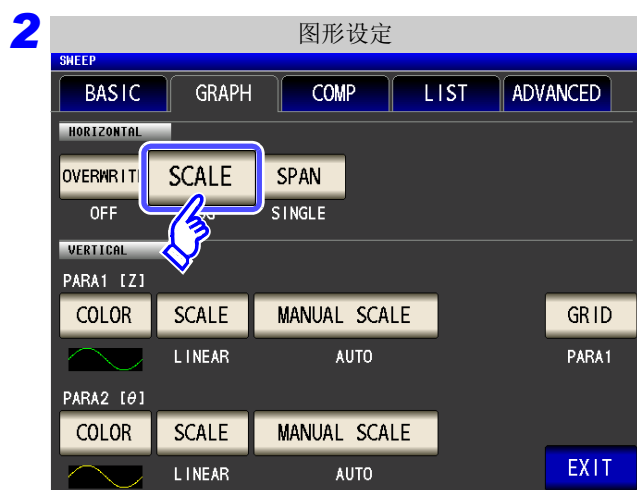 2
图形设定
SWEEP
BASIC GRAPH COMP LIST ADVANCED
HORIZONTAL
SCALE SPAN
OFF SINGLE
VERTICAL
PARA1 [Z]
COLOR SCALE MANUAL SCALE GRID
LINEAR AUTO PARA1
PARA2 [θ]
COLOR SCALE MANUAL SCALE
LINEAR AUTO EXIT